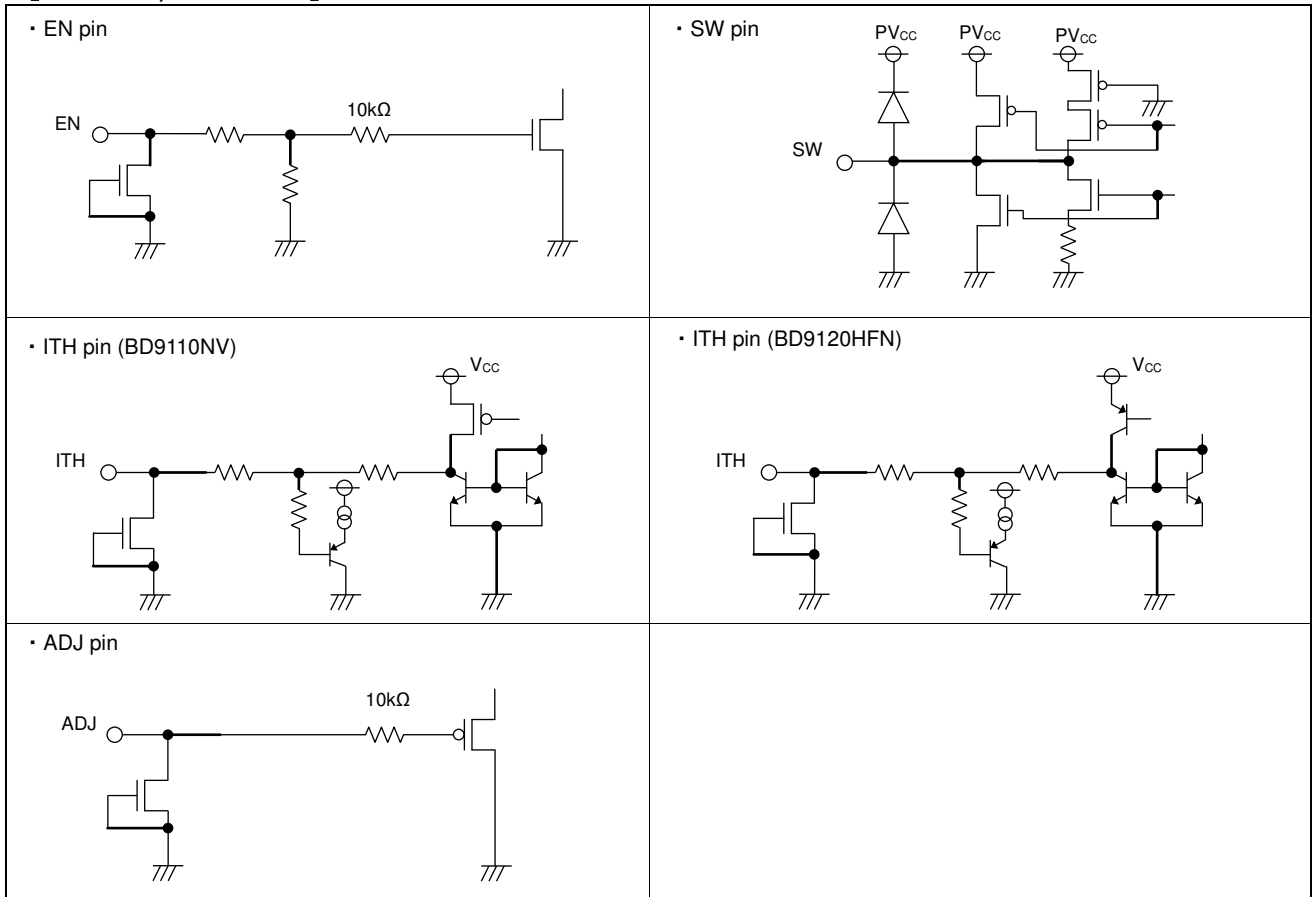 ・EN pin
10kΩ
EN
・SW pin
PVCC PVCC PVCC
SW
・ITH pin (BD9110NV)
VCC
ITH
・ITH pin (BD9120HFN)
VCC
ITH
・ADJ pin
10kΩ
ADJ